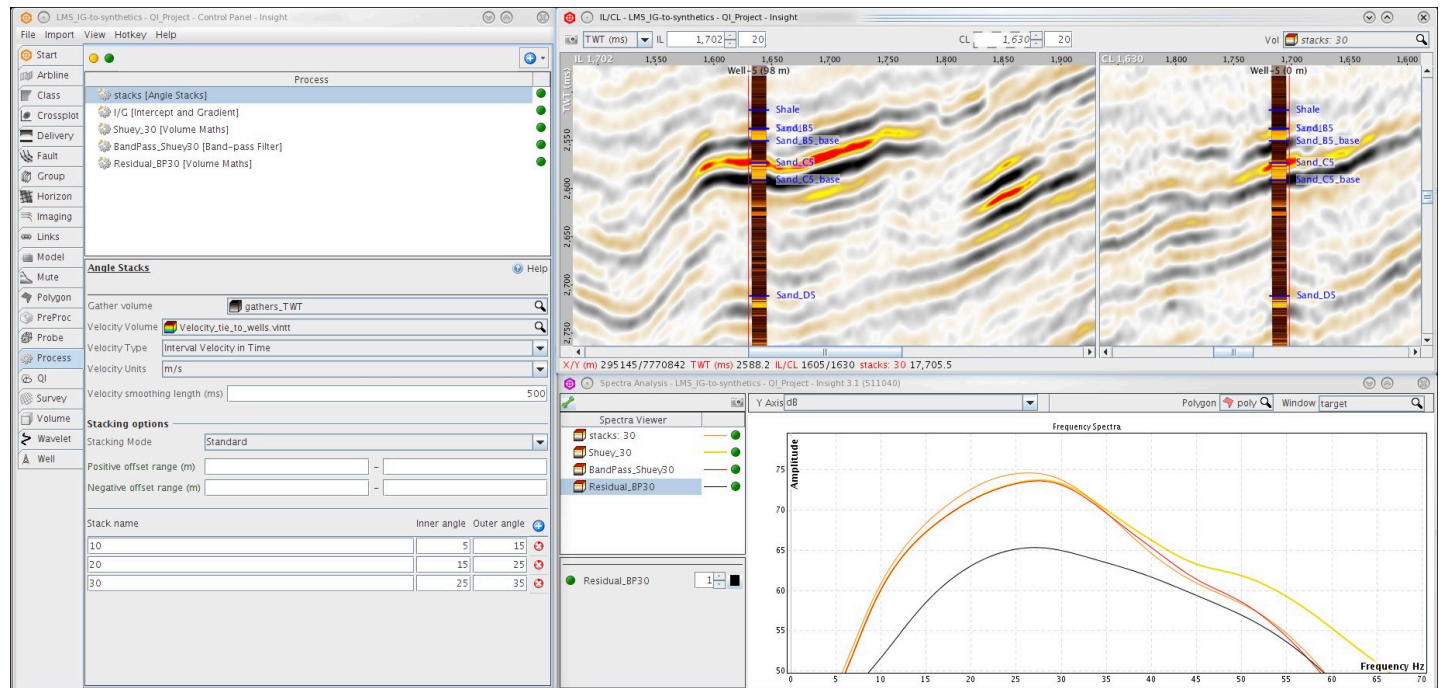 LMS_IG-to-synthetics - QI_Project - Control Panel - Insight
File Import View Hotkey Help
Start
Arbline
Class
Crossplot
Delivery
Fault
Group
Horizon
Imaging
Links
Model
Mute
Polygon
PreProc
Probe
Process
QI
Survey
Volume
Wavelet
Well
Process
stacks [Angle Stacks]
I/G [Intercept and Gradient]
Shuey_30 [Volume Maths]
BandPass_Shuey30 [Band-pass Filter]
Residual_BP30 [Volume Maths]
Angle Stacks
Help
Gather volume gathers_TWT
Velocity Volume Velocity_tie_to_wells.vintt
Velocity Type Interval Velocity in Time
Velocity Units m/s
Velocity smoothing length (ms) 500
Stacking options
Stacking Mode Standard
Positive offset range (m) -
Negative offset range (m) -
Stack name Inner angle Outer angle
10 5 15
20 15 25
30 25 35
IL/CL - LMS_IG-to-synthetics - QI_Project - Insight
TWT (ms) IL 1,702 20 CL 1,630 20 Vol stacks: 30
IL 1,702 1,550 1,600 1,650 1,700 1,750 1,800 1,850 1,900
Well-5 (98 m)
TWT (ms)
2,550
2,600
2,650
2,700
2,750
Shale
Sand_B5
Sand_B5_base
Sand_C5
Sand_C5_base
Sand_D5
CL 1,630 1,800 1,750 1,700 1,650 1,600
Well-5 (0 m)
Shale
Sand_B5
Sand_B5_base
Sand_C5
Sand_C5_base
Sand_D5
X/Y (m) 295145/7770842 TWT (ms) 2588.2 IL/CL 1605/1630 stacks: 30 17,705.5
Spectra Analysis - LMS_IG-to-synthetics - QI_Project - Insight 3.1 (511040)
Y Axis dB Polygon poly Window target
Spectra Viewer
stacks: 30
Shuey_30
BandPass_Shuey30
Residual_BP30
Residual_BP30 1
Frequency Spectra
Amplitude
75
70
65
60
55
50
Frequency Hz
0 5 10 15 20 25 30 35 40 45 50 55 60 65 70